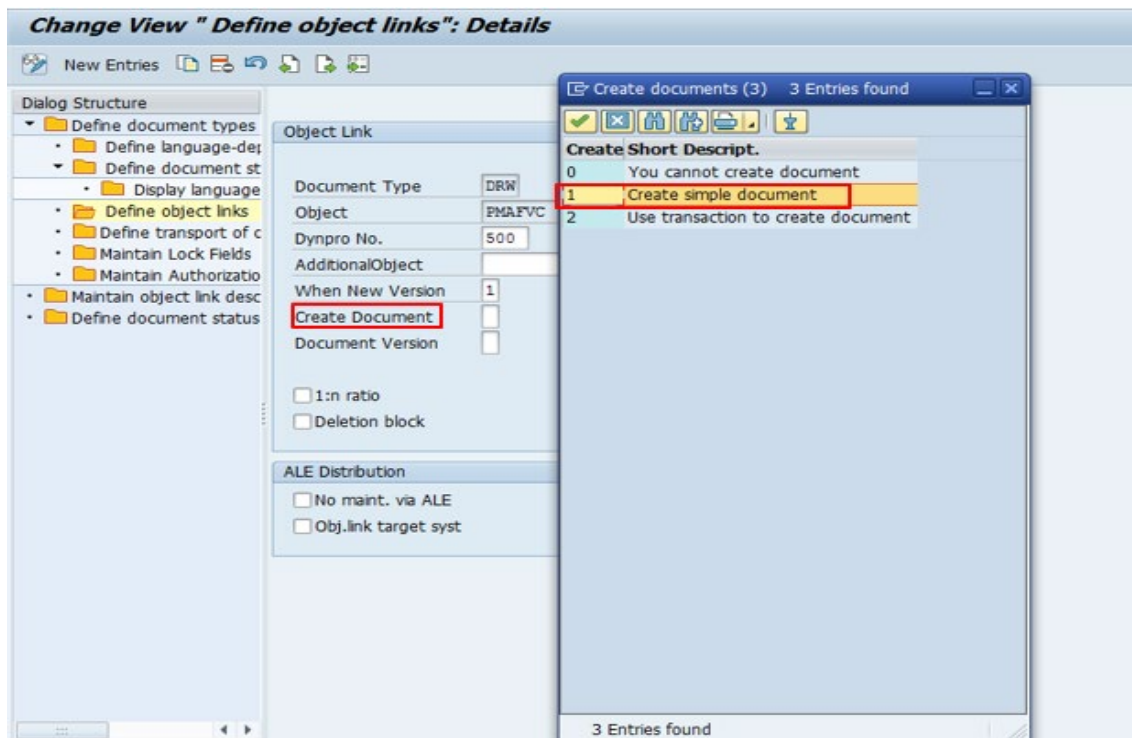 Change View " Define object links": Details
New Entries
Dialog Structure
Define document types
Define language-dep
Define document st
Display language
Define object links
Define transport of c
Maintain Lock Fields
Maintain Authorizatio
Maintain object link desc
Define document status
Object Link
Document Type DRW
Object PMAFVC
Dynpro No. 500
AdditionalObject
When New Version 1
Create Document
Document Version
1:n ratio
Deletion block
ALE Distribution
No maint. via ALE
Obj.link target syst
Create documents (3) 3 Entries found
Create Short Descript.
0 You cannot create document
1 Create simple document
2 Use transaction to create document
3 Entries found